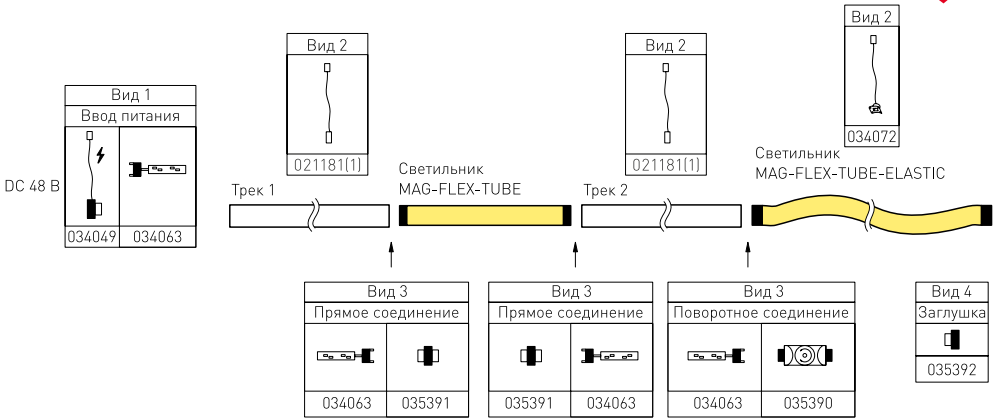 Вид 2
034072
Вид 2
021181(1)
Вид 2
021181(1)
Вид 1
Ввод питания
DC 48 В
034049
034063
Трек 1
Светильник
MAG-FLEX-TUBE
Трек 2
Светильник
MAG-FLEX-TUBE-ELASTIC
Вид 3
Прямое соединение
034063
035391
Вид 3
Прямое соединение
035391
034063
Вид 3
Поворотное соединение
034063
035390
Вид 4
Заглушка
035392